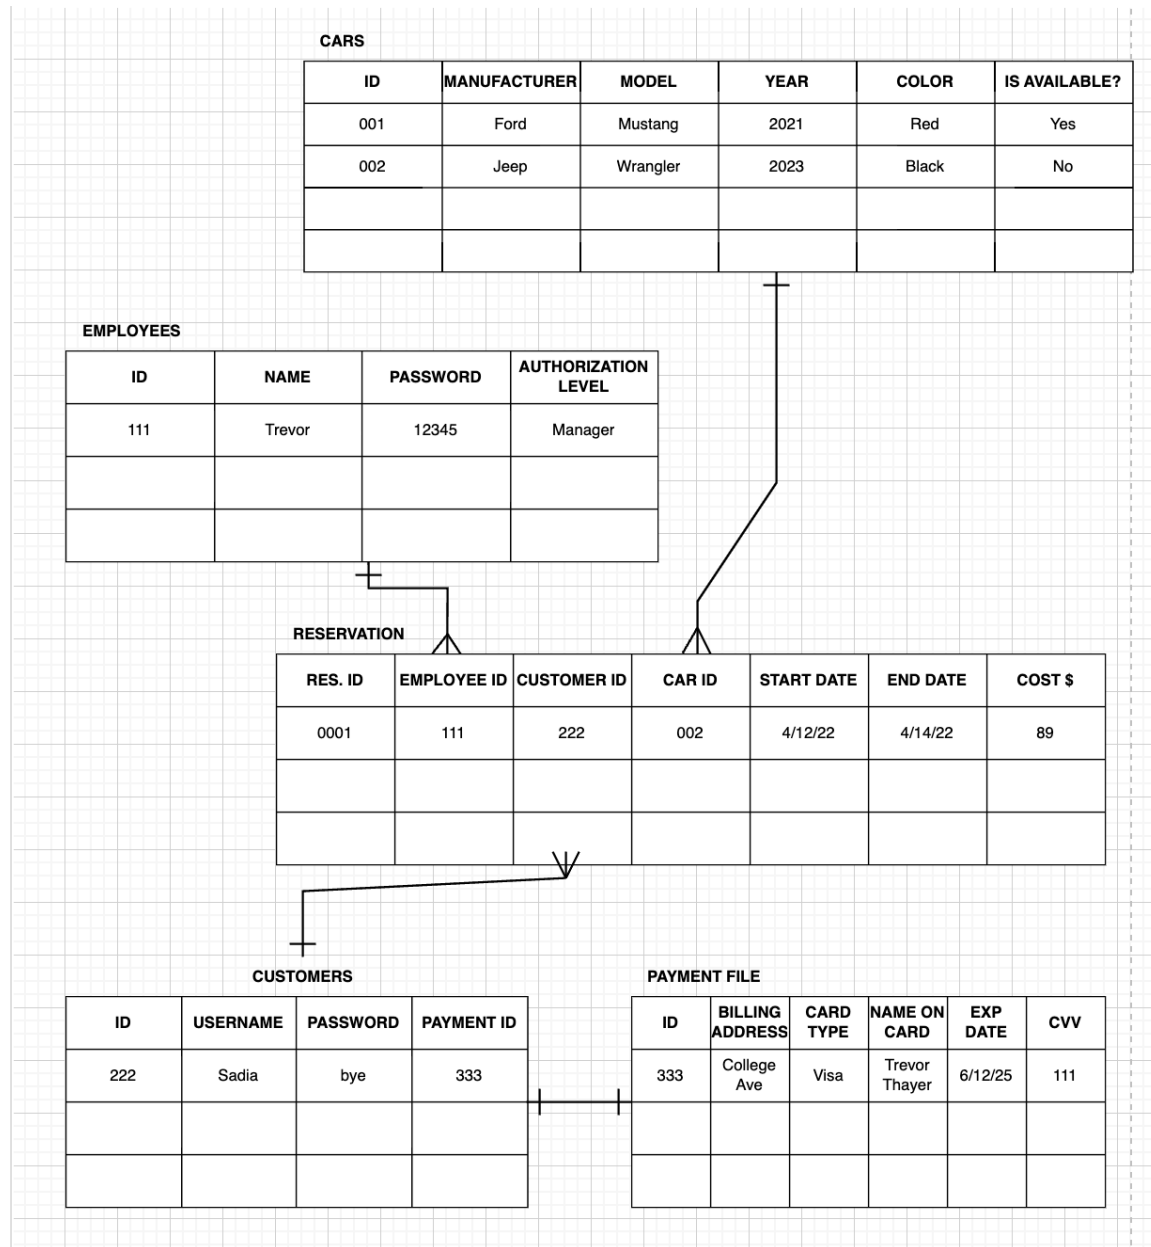 CARS
ID MANUFACTURER MODEL YEAR COLOR IS AVAILABLE?
001 Ford Mustang 2021 Red Yes
002 Jeep Wrangler 2023 Black No
EMPLOYEES
ID NAME PASSWORD AUTHORIZATION
LEVEL
111 Trevor 12345 Manager
RESERVATION
RES. ID EMPLOYEE ID CUSTOMER ID CAR ID START DATE END DATE COST $
0001 111 222 002 4/12/22 4/14/22 89
CUSTOMERS
ID USERNAME PASSWORD PAYMENT ID
222 Sadia bye 333
PAYMENT FILE
ID BILLING CARD NAME ON EXP CVV
ADDRESS TYPE CARD DATE
333 College Visa Trevor 6/12/25 111
Ave Thayer